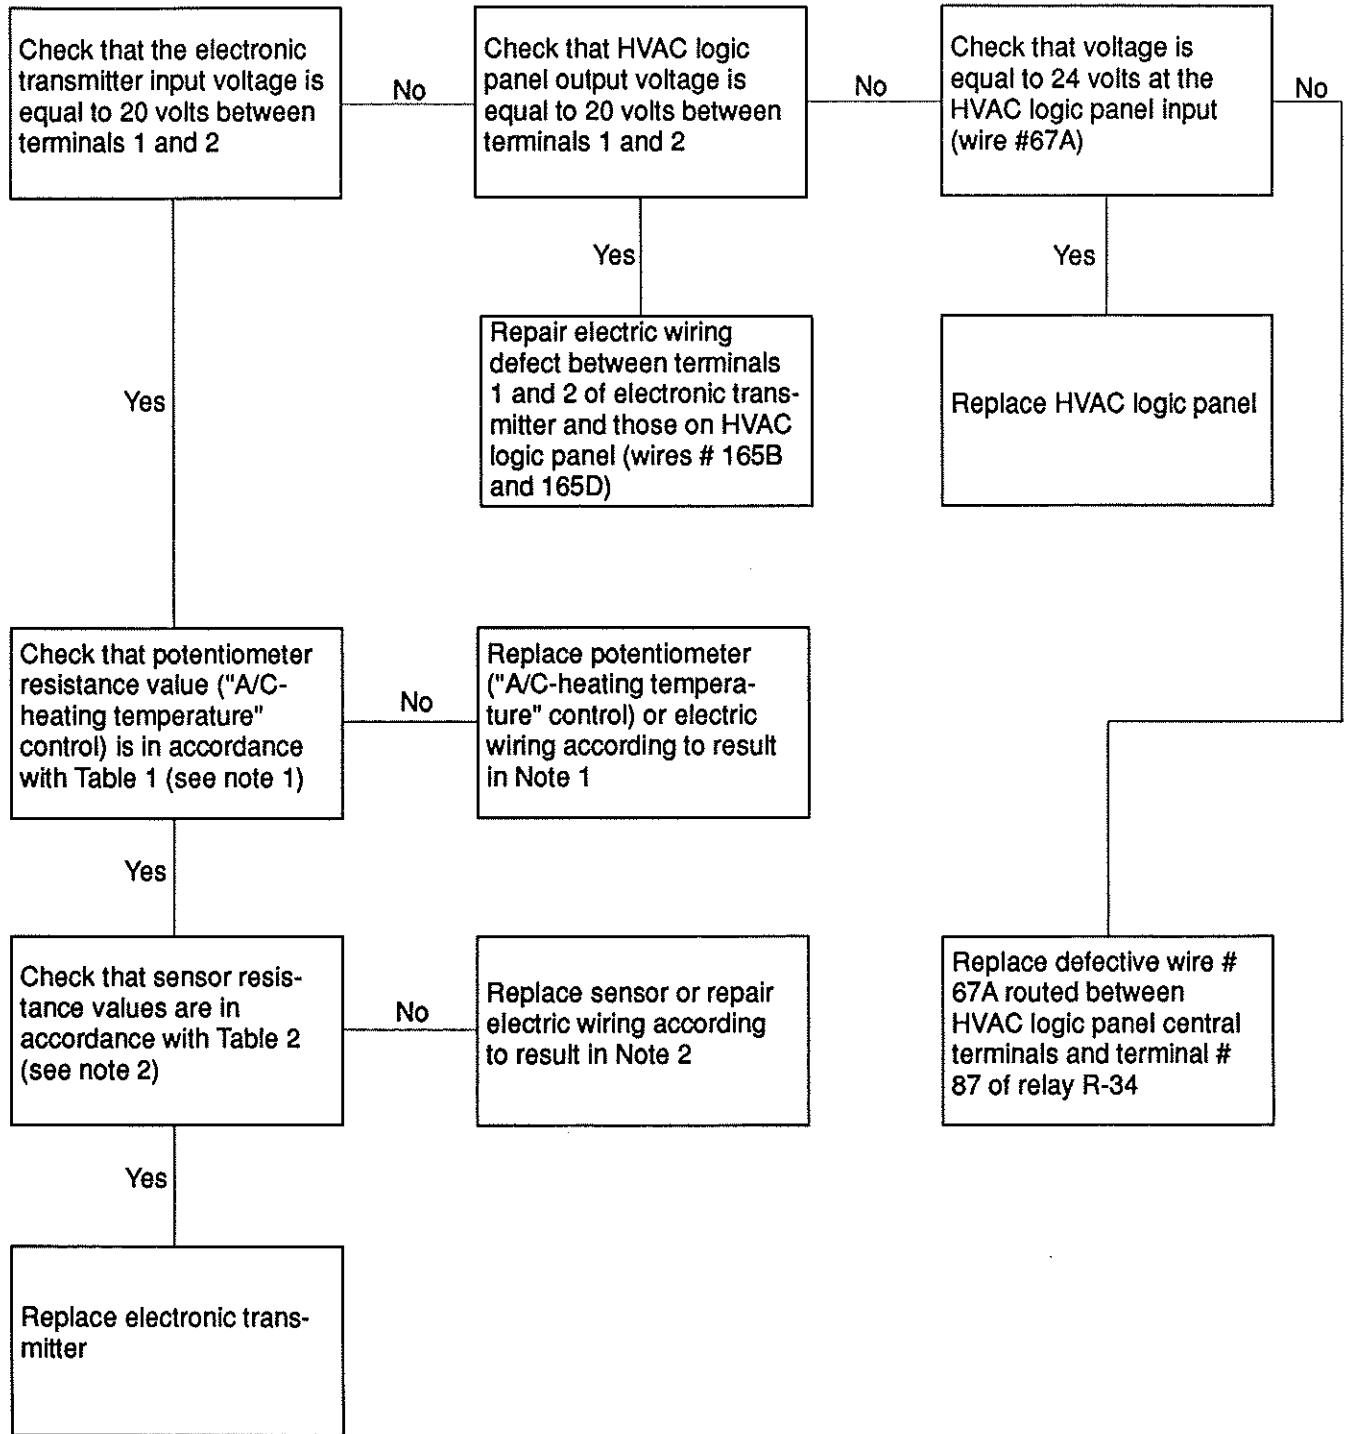 Check that the electronic
transmitter input voltage is
equal to 20 volts between
terminals 1 and 2
No
Check that HVAC logic
panel output voltage is
equal to 20 volts between
terminals 1 and 2
No
Check that voltage is
equal to 24 volts at the
HVAC logic panel input
(wire #67A)
No
Yes
Yes
Yes
Repair electric wiring
defect between terminals
1 and 2 of electronic trans-
mitter and those on HVAC
logic panel (wires # 165B
and 165D)
Replace HVAC logic panel
Check that potentiometer
resistance value ("A/C-
heating temperature"
control) is in accordance
with Table 1 (see note 1)
No
Replace potentiometer
("A/C-heating tempera-
ture" control) or electric
wiring according to result
in Note 1
Yes
Check that sensor resis-
tance values are in
accordance with Table 2
(see note 2)
No
Replace sensor or repair
electric wiring according
to result in Note 2
Replace defective wire #
67A routed between
HVAC logic panel central
terminals and terminal #
87 of relay R-34
Yes
Replace electronic trans-
mitter